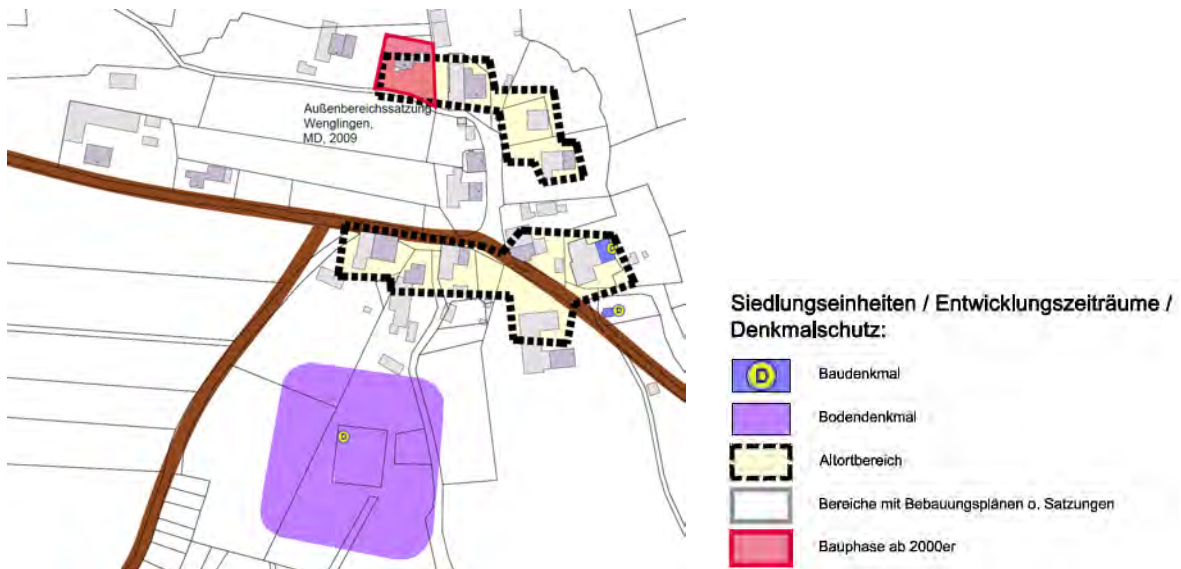 Außenbereichssatzung
Wenglingen,
MD, 2009
D
D
D
Siedlungseinheiten / Entwicklungszeiträume /
Denkmalschutz:
D
Baudenkmal
Bodendenkmal
Altortbereich
Bereiche mit Bebauungsplänen o. Satzungen
Bauphase ab 2000er